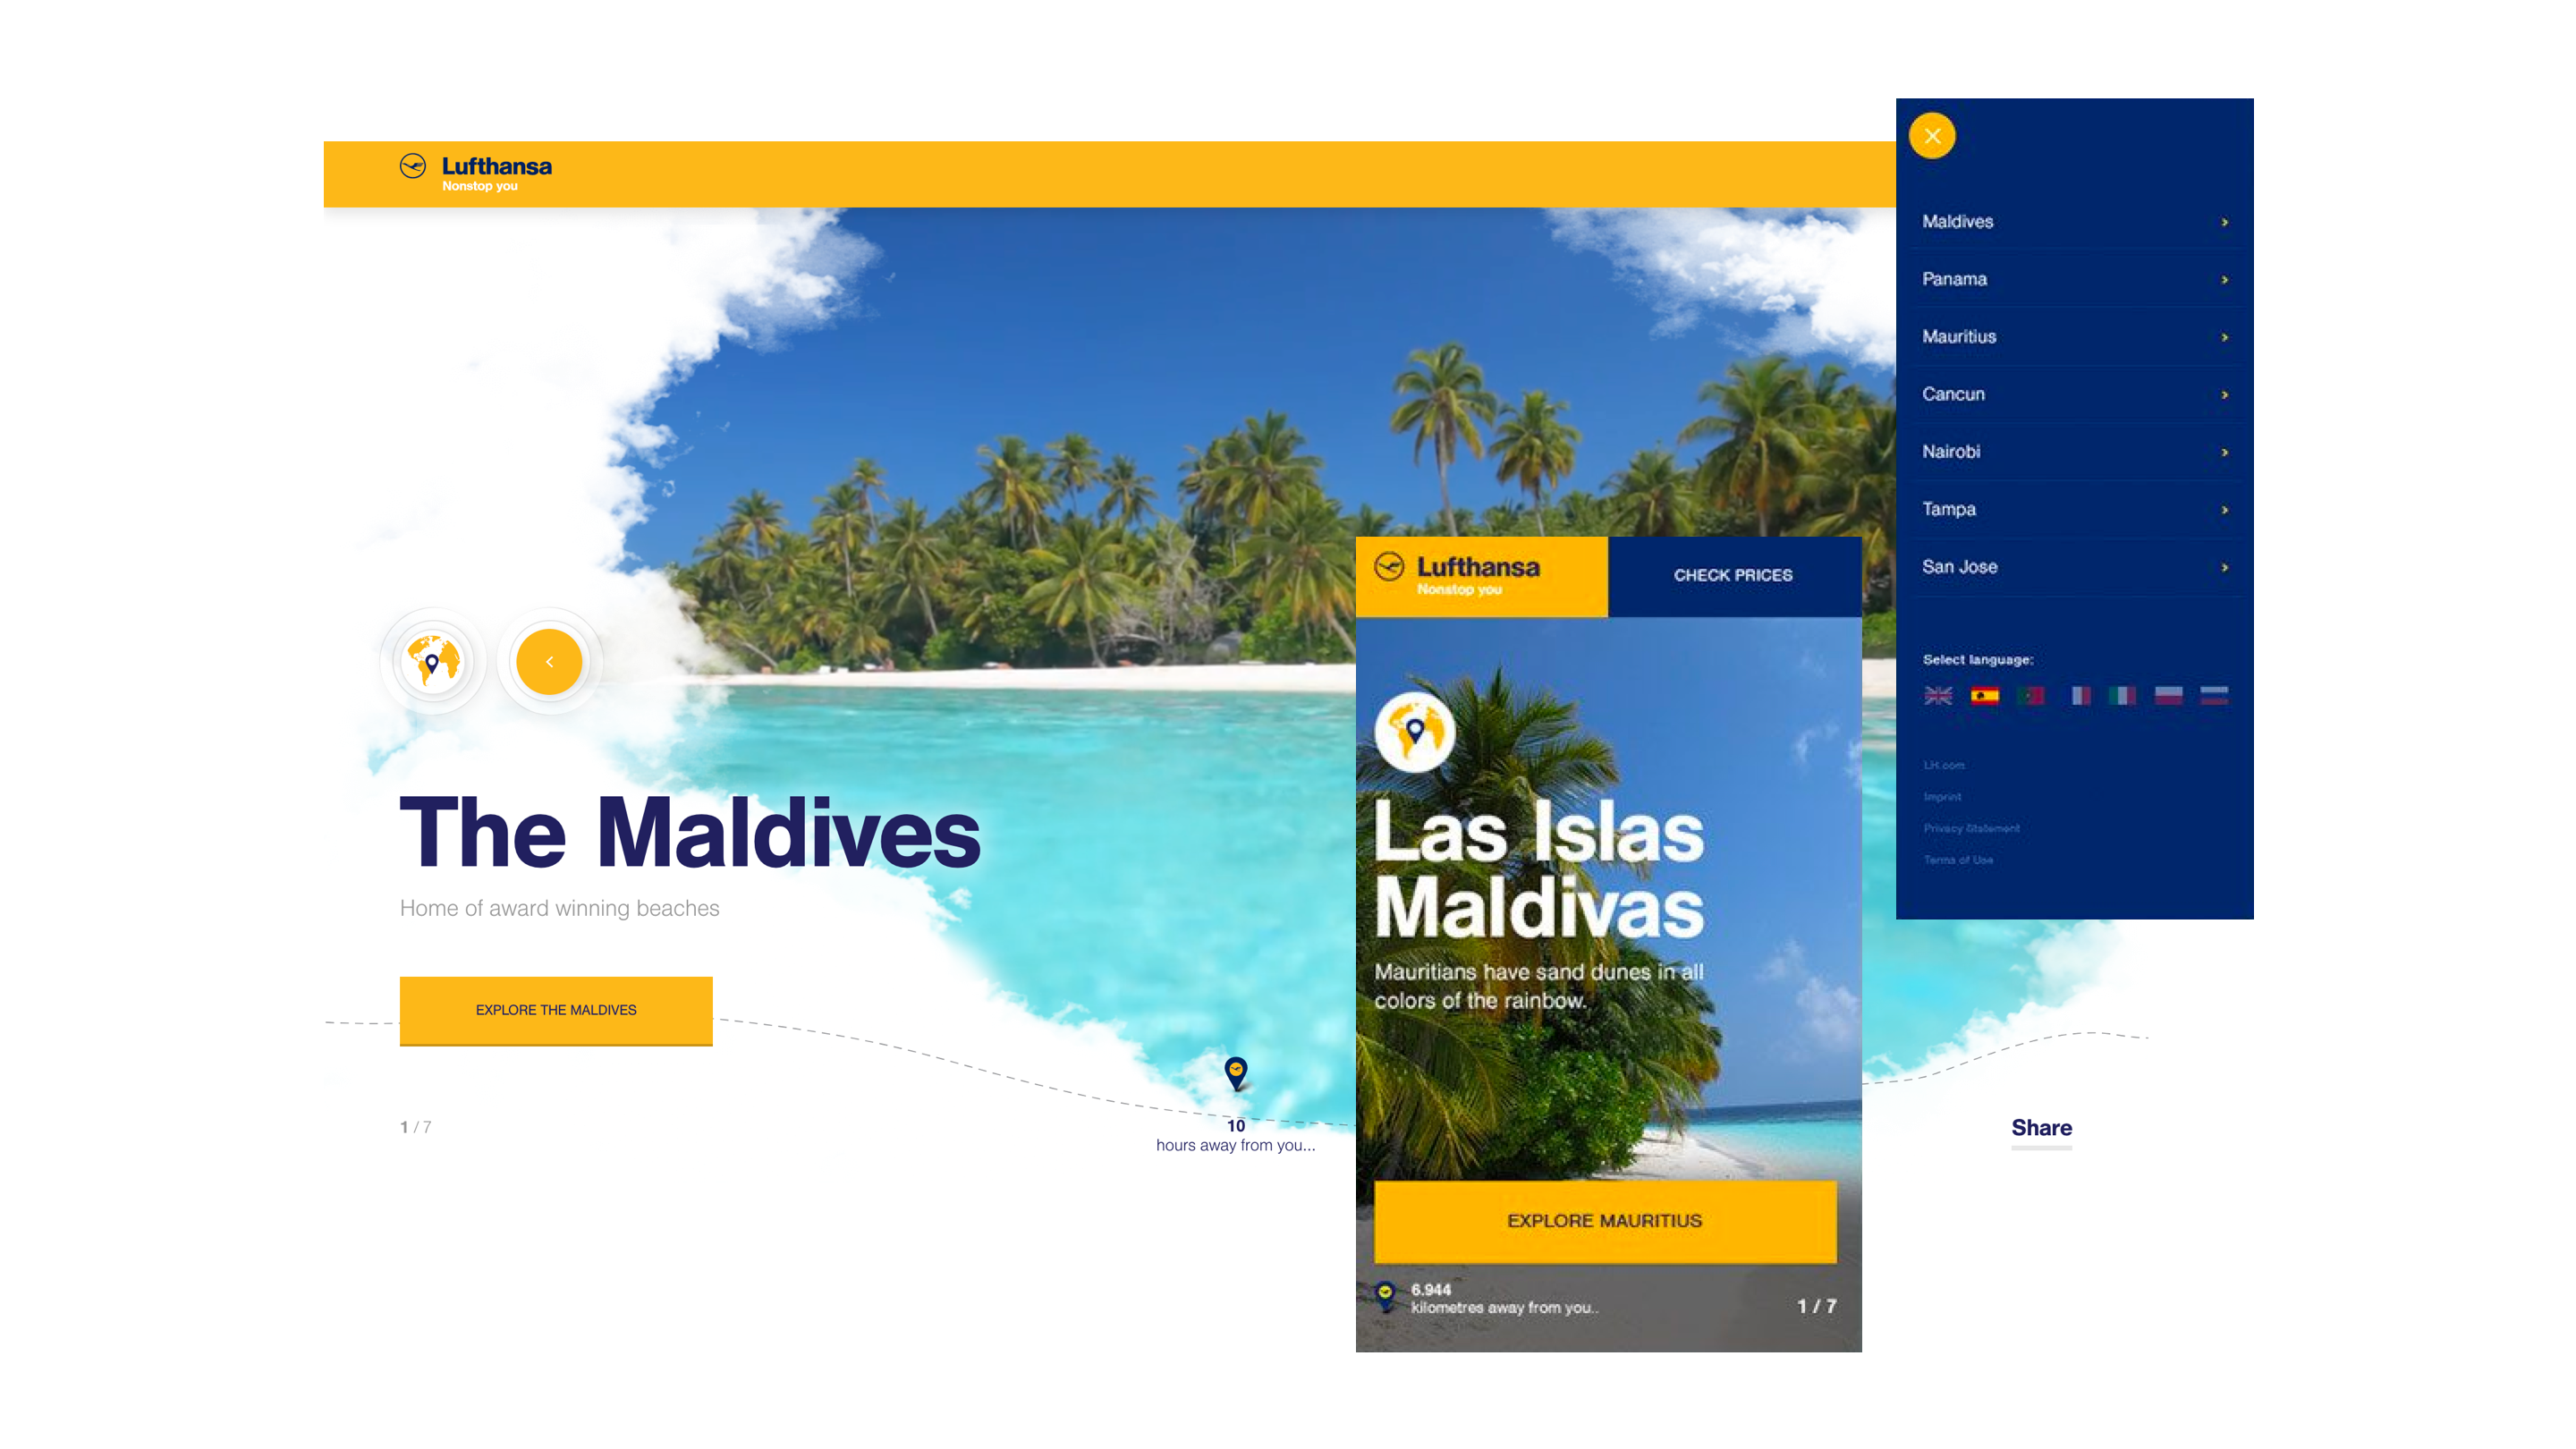 Lufthansa
Nonstop you
The Maldives
Home of award winning beaches
EXPLORE THE MALDIVES
1 / 7
10
hours away from you...
Share
Lufthansa
Nonstop you
CHECK PRICES
Las Islas
Maldivas
Mauritians have sand dunes in all
colors of the rainbow.
EXPLORE MAURITIUS
6.944
kilometres away from you..
1 / 7
Maldives
Panama
Mauritius
Cancun
Nairobi
Tampa
San Jose
Select language:
LH.com
Imprint
Privacy Statement
Terms of Use